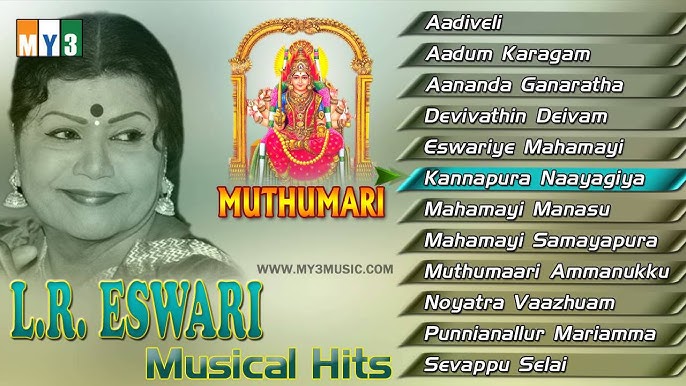 MY3
MUTHUMARI
WWW.MY3MUSIC.COM
L.R. ESWARI
Musical Hits
Aadiveli
Aadum Karagam
Aananda Ganaratha
Devivathin Deivam
Eswariye Mahamayi
Kannapura Naayagiya
Mahamayi Manasu
Mahamayi Samayapura
Muthumaari Ammanukku
Noyatra Vaazhuam
Punnianallur Mariamma
Sevappu Selai